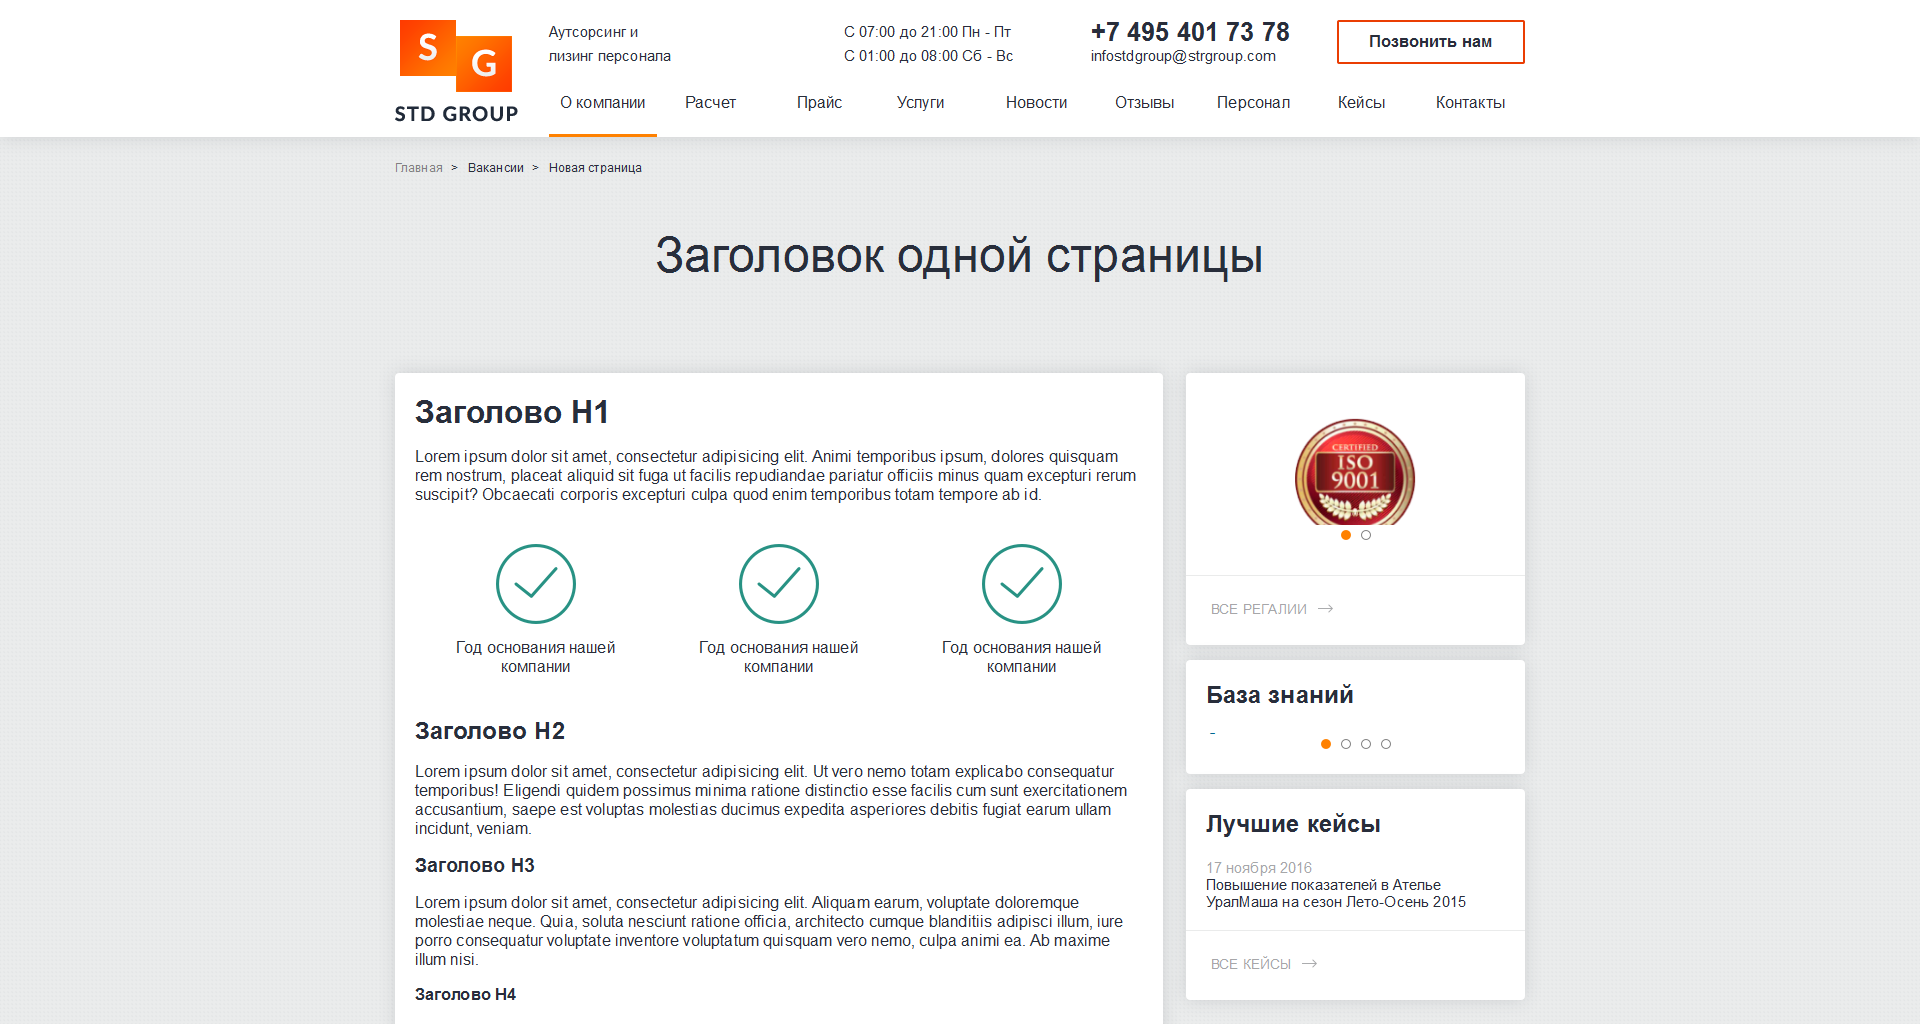 S
G
STD GROUP
Аутсорсинг и
лизинг персонала
С 07:00 до 21:00 Пн - Пт
С 01:00 до 08:00 Сб - Вс
+7 495 401 73 78
infostdgroup@strgroup.com
Позвонить нам
О компании
Расчет
Прайс
Услуги
Новости
Отзывы
Персонал
Кейсы
Контакты
Главная > Вакансии > Новая страница
Заголовок одной страницы
Заголово H1
Lorem ipsum dolor sit amet, consectetur adipisicing elit. Animi temporibus ipsum, dolores quisquam
rem nostrum, placeat aliquid sit fuga ut facilis repudiandae pariatur officiis minus quam excepturi rerum
suscipit? Obcaecati corporis excepturi culpa quod enim temporibus totam tempore ab id.
Год основания нашей
компании
Год основания нашей
компании
Год основания нашей
компании
Заголово H2
Lorem ipsum dolor sit amet, consectetur adipisicing elit. Ut vero nemo totam explicabo consequatur
temporibus! Eligendi quidem possimus minima ratione distinctio esse facilis cum sunt exercitationem
accusantium, saepe est voluptas molestias ducimus expedita asperiores debitis fugiat earum ullam
incidunt, veniam.
Заголово H3
Lorem ipsum dolor sit amet, consectetur adipisicing elit. Aliquam earum, voluptate doloremque
molestiae neque. Quia, soluta nesciunt ratione officia, architecto cumque blanditiis adipisci illum, iure
porro consequatur voluptate inventore voluptatum quisquam vero nemo, culpa animi ea. Ab maxime
illum nisi.
Заголово H4
CERTIFIED
ISO
9001
ВСЕ РЕГАЛИИ
База знаний
-
Лучшие кейсы
17 ноября 2016
Повышение показателей в Ателье
УралМаша на сезон Лето-Осень 2015
ВСЕ КЕЙСЫ